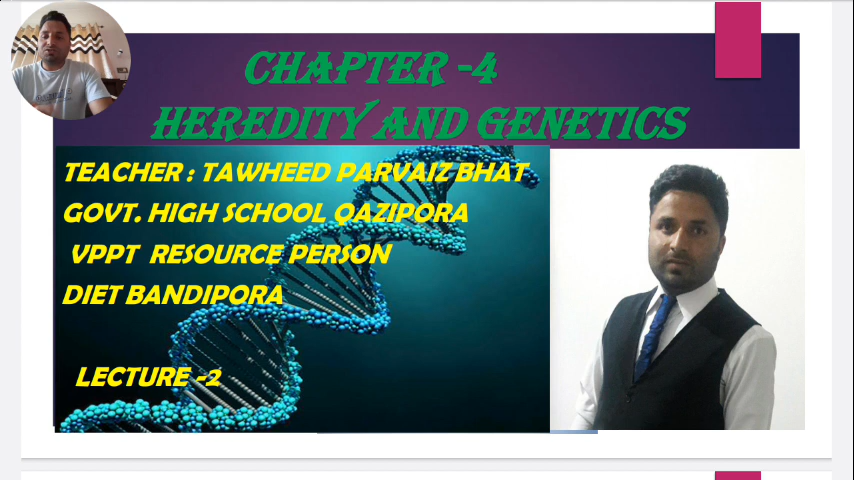 CHAPTER -4
HEREDITY AND GENETICS
TEACHER : TAWHEED PARVAIZ BHAT
GOVT. HIGH SCHOOL QAZIPORA
VPPT RESOURCE PERSON
DIET BANDIPORA
LECTURE -2